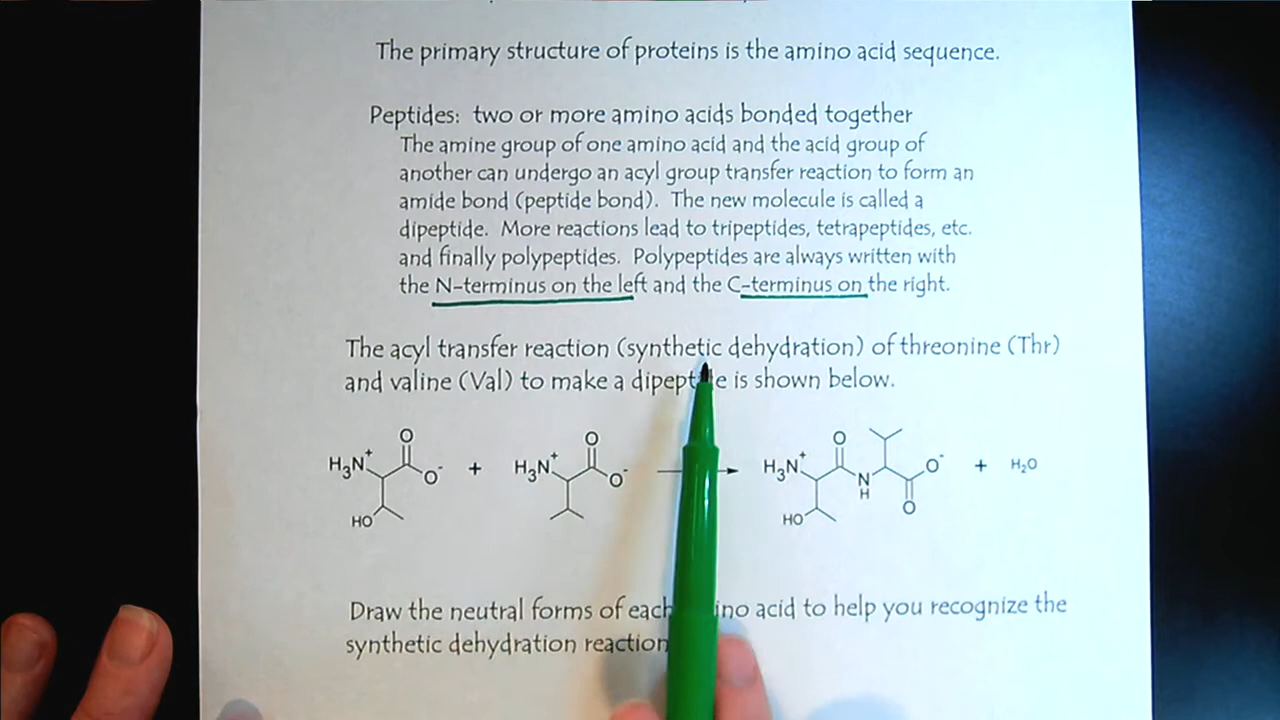 The primary structure of proteins is the amino acid sequence.
Peptides: two or more amino acids bonded together
The amine group of one amino acid and the acid group of
another can undergo an acyl group transfer reaction to form an
amide bond (peptide bond). The new molecule is called a
dipeptide. More reactions lead to tripeptides, tetrapeptides, etc.
and finally polypeptides. Polypeptides are always written with
the N-terminus on the left and the C-terminus on the right.
The acyl transfer reaction (synthetic dehydration) of threonine (Thr)
and valine (Val) to make a is shown below.
H₃N⁺ O O⁻ HO + H₃N⁺ O O⁻ → H₃N⁺ O N H O⁻ O HO + H₂O
Draw the neutral forms of each acid to help you recognize the
synthetic dehydration reaction